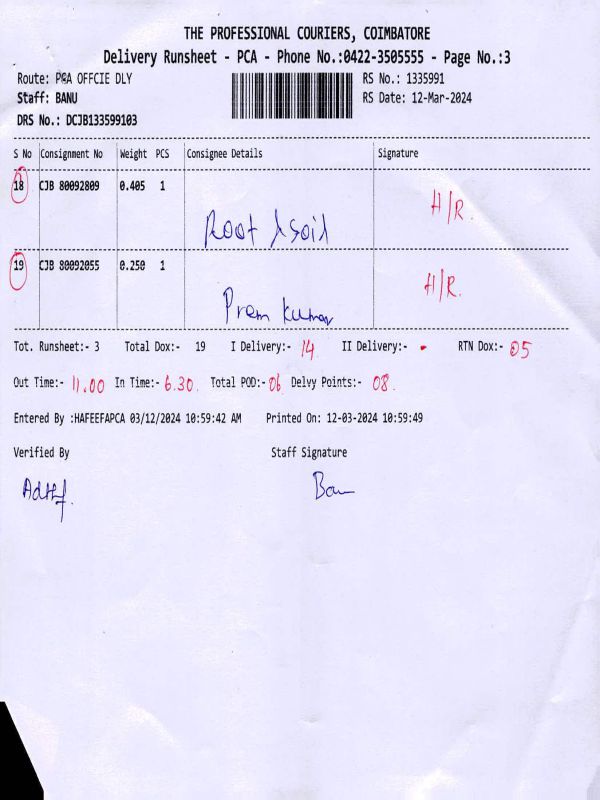 THE PROFESSIONAL COURIERS, COIMBATORE
Delivery Runsheet - PCA - Phone No.:0422-3505555 - Page No.:3
Route: PCA OFFCIE DLY
RS No.: 1335991
Staff: BANU
RS Date: 12-Mar-2024
DRS No.: DCJB133599103
S No Consignment No Weight PCS Consignee Details Signature
18 CJB 80092809 0.405 1
Root & Soil H/R.
19 CJB 80092055 0.250 1
Prem kumar H/R.
Tot. Runsheet:- 3 Total Dox:- 19 I Delivery:- 14 II Delivery:- - RTN Dox:- 05
Out Time:- 11.00 In Time:- 6.30. Total POD:- 06 Delvy Points:- 08.
Entered By :HAFEEFAPCA 03/12/2024 10:59:42 AM Printed On: 12-03-2024 10:59:49
Verified By Staff Signature